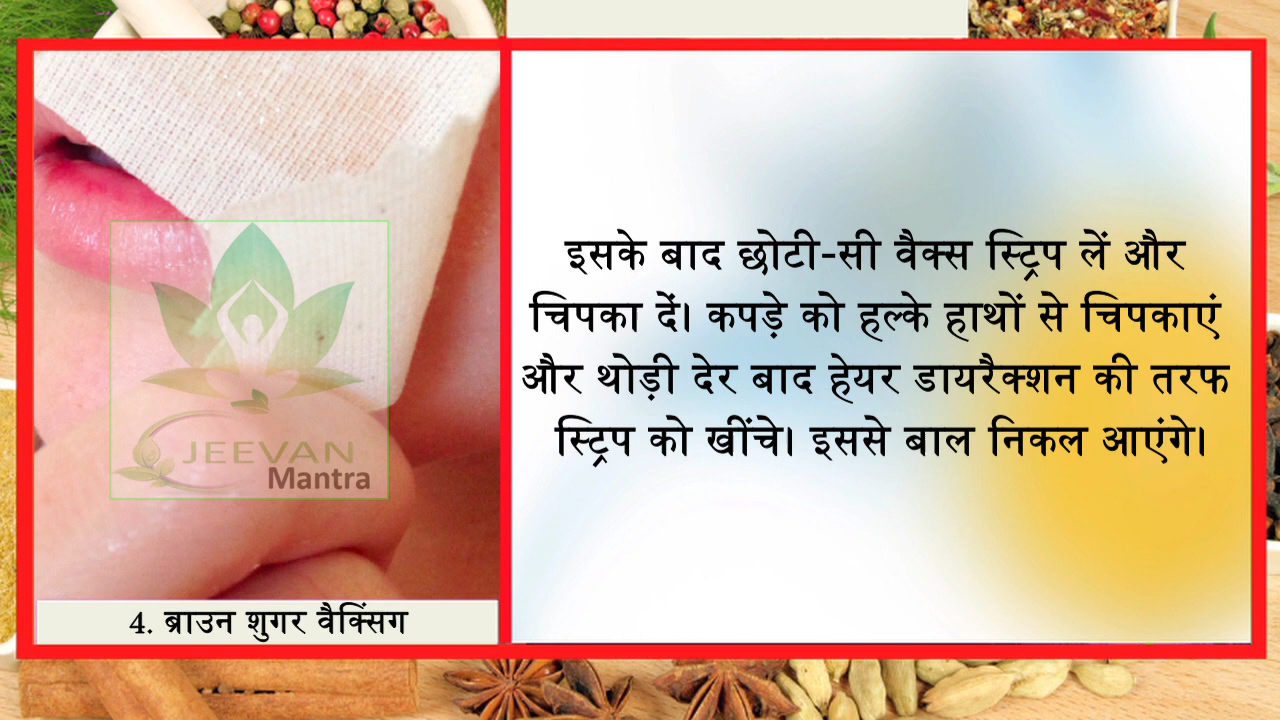 इसके बाद छोटी-सी वैक्स स्ट्रिप लें और
चिपका दें। कपड़े को हल्के हाथों से चिपकाएं
और थोड़ी देर बाद हेयर डायरैक्शन की तरफ
स्ट्रिप को खींचे। इससे बाल निकल आएंगे।
JEEVAN
Mantra
4. ब्राउन शुगर वैक्सिंग